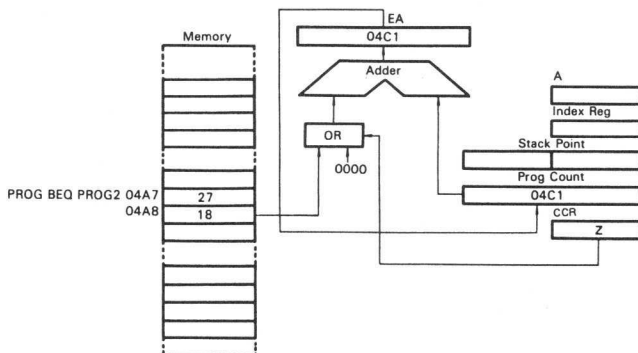 EA
Memory
04C1
Adder
A
Index Reg
OR
Stack Point
0000
Prog Count
PROG BEQ PROG2 04A7
27
04C1
04A8
18
CCR
Z